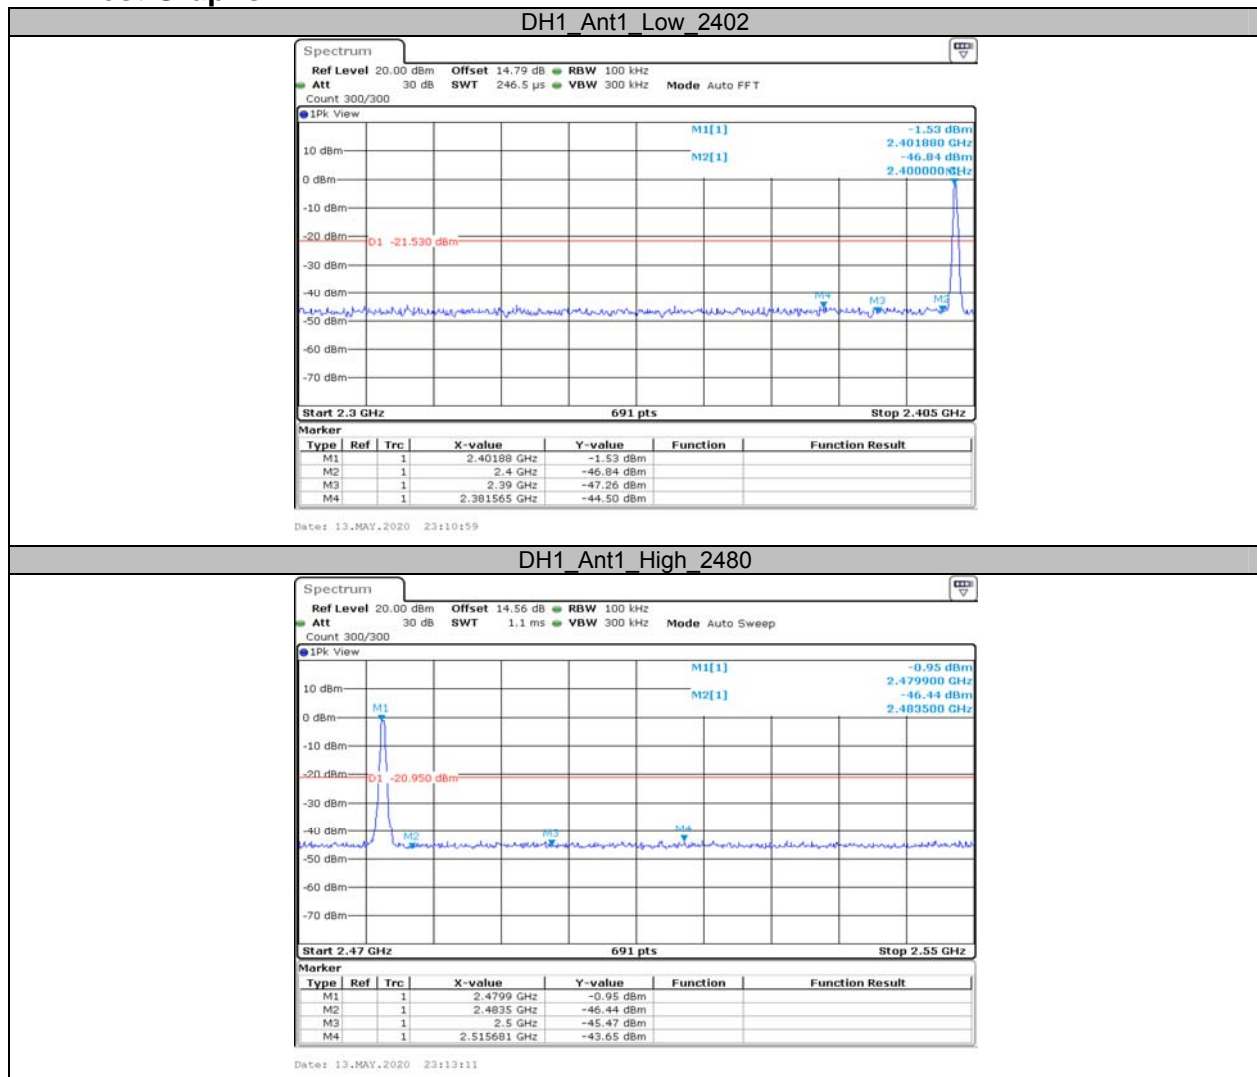 DH1_Ant1_Low_2402
Spectrum
Ref Level 20.00 dBm Offset 14.79 dB RBW 100 kHz
Att 30 dB SWT 246.5 µs VBW 300 kHz Mode Auto FFT
Count 300/300
1Pk View
M1[1] -1.53 dBm
2.401880 GHz
10 dBm
M2[1] -46.84 dBm
2.400000 GHz
0 dBm
-10 dBm
-20 dBm
D1 -21.530 dBm
-30 dBm
-40 dBm
M4 M3 M2
-50 dBm
-60 dBm
-70 dBm
Start 2.3 GHz 691 pts Stop 2.405 GHz
Marker
Type Ref Trc X-value Y-value Function Function Result
M1 1 2.40188 GHz -1.53 dBm
M2 1 2.4 GHz -46.84 dBm
M3 1 2.39 GHz -47.26 dBm
M4 1 2.381565 GHz -44.50 dBm
Date: 13.MAY.2020 23:10:59
DH1_Ant1_High_2480
Spectrum
Ref Level 20.00 dBm Offset 14.56 dB RBW 100 kHz
Att 30 dB SWT 1.1 ms VBW 300 kHz Mode Auto Sweep
Count 300/300
1Pk View
M1[1] -0.95 dBm
2.479900 GHz
10 dBm
M2[1] -46.44 dBm
2.483500 GHz
M1
0 dBm
-10 dBm
-20 dBm
D1 -20.950 dBm
-30 dBm
-40 dBm
M2 M3 M4
-50 dBm
-60 dBm
-70 dBm
Start 2.47 GHz 691 pts Stop 2.55 GHz
Marker
Type Ref Trc X-value Y-value Function Function Result
M1 1 2.4799 GHz -0.95 dBm
M2 1 2.4835 GHz -46.44 dBm
M3 1 2.5 GHz -45.47 dBm
M4 1 2.515681 GHz -43.65 dBm
Date: 13.MAY.2020 23:13:11